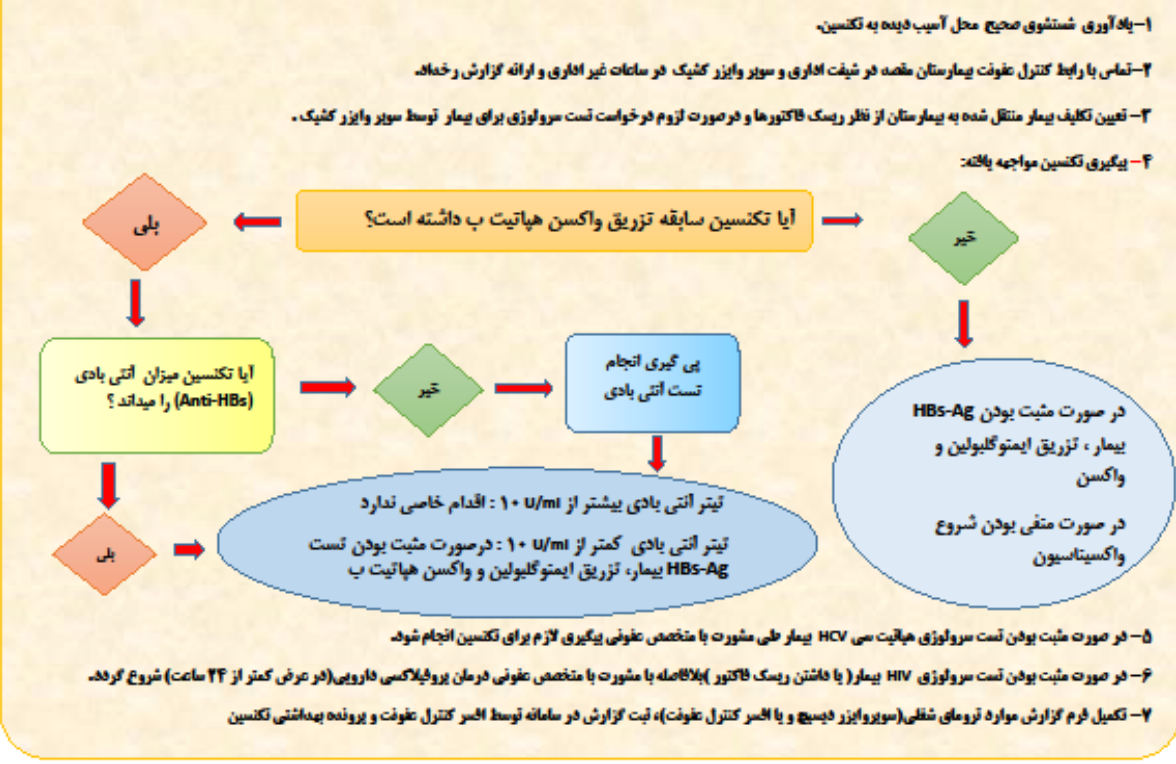 ۱–یادآوری شستشوی صحیح محل آسیب دیده به تکنسین.
۲–تماس با رابط کنترل عفونت بیمارستان مقصد در شیفت اداری و سوپر وایزر کشیک در ساعات غیر اداری و ارائه گزارش رخداد.
۳– تعیین تکلیف بیمار منتقل شده به بیمارستان از نظر ریسک فاکتورها و درصورت لزوم درخواست تست سرولوژی برای بیمار توسط سوپر وایزر کشیک .
۴– پیگیری تکنسین مواجهه یافته:
آیا تکنسین سابقه تزریق واکسن هپاتیت ب داشته است؟
بلی
خیر
آیا تکنسین میزان آنتی بادی
(Anti-HBs) را میداند ؟
خیر
پی گیری انجام
تست آنتی بادی
بلی
تیتر آنتی بادی بیشتر از ۱۰ U/ml : اقدام خاصی ندارد
تیتر آنتی بادی کمتر از ۱۰ U/ml : درصورت مثبت بودن تست
HBs-Ag بیمار، تزریق ایمنوگلبولین و واکسن هپاتیت ب
در صورت مثبت بودن HBs-Ag
بیمار ، تزریق ایمنوگلبولین و
واکسن
در صورت منفی بودن شروع
واکسیناسیون
۵– در صورت مثبت بودن تست سرولوژی هپاتیت سی HCV بیمار طی مشورت با متخصص عفونی پیگیری لازم برای تکنسین انجام شود.
۶– در صورت مثبت بودن تست سرولوژی HIV بیمار( یا داشتن ریسک فاکتور )بلافاصله با مشورت با متخصص عفونی درمان پروفیلاکسی دارویی(در عرض کمتر از ۲۴ ساعت) شروع گردد.
۷– تکمیل فرم گزارش موارد ترومای شغلی(سوپروایزر دیسپچ و یا افسر کنترل عفونت)، ثبت گزارش در سامانه توسط افسر کنترل عفونت و پرونده بهداشتی تکنسین